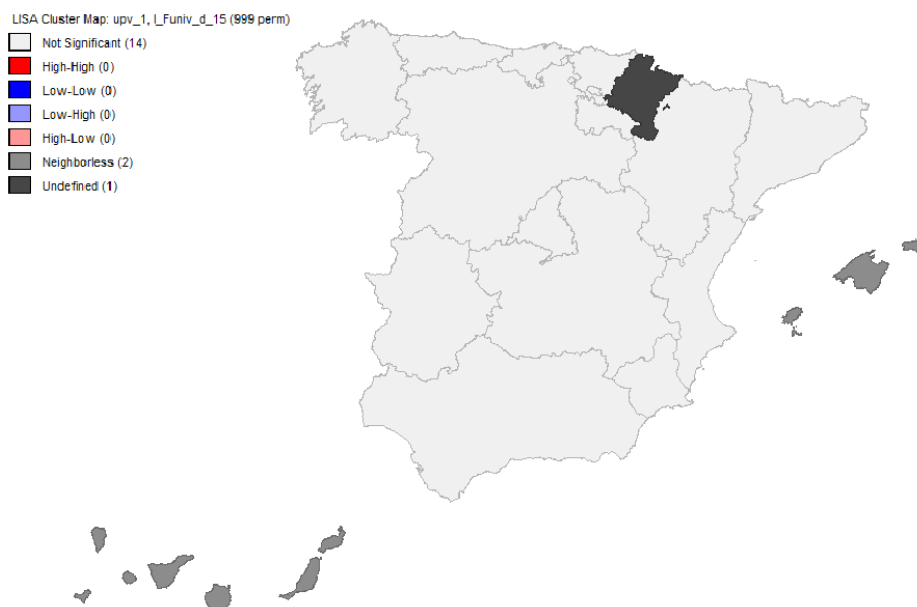 LISA Cluster Map: upv_1, I_Funiv_d_15 (999 perm)
Not Significant (14)
High-High (0)
Low-Low (0)
Low-High (0)
High-Low (0)
Neighborless (2)
Undefined (1)